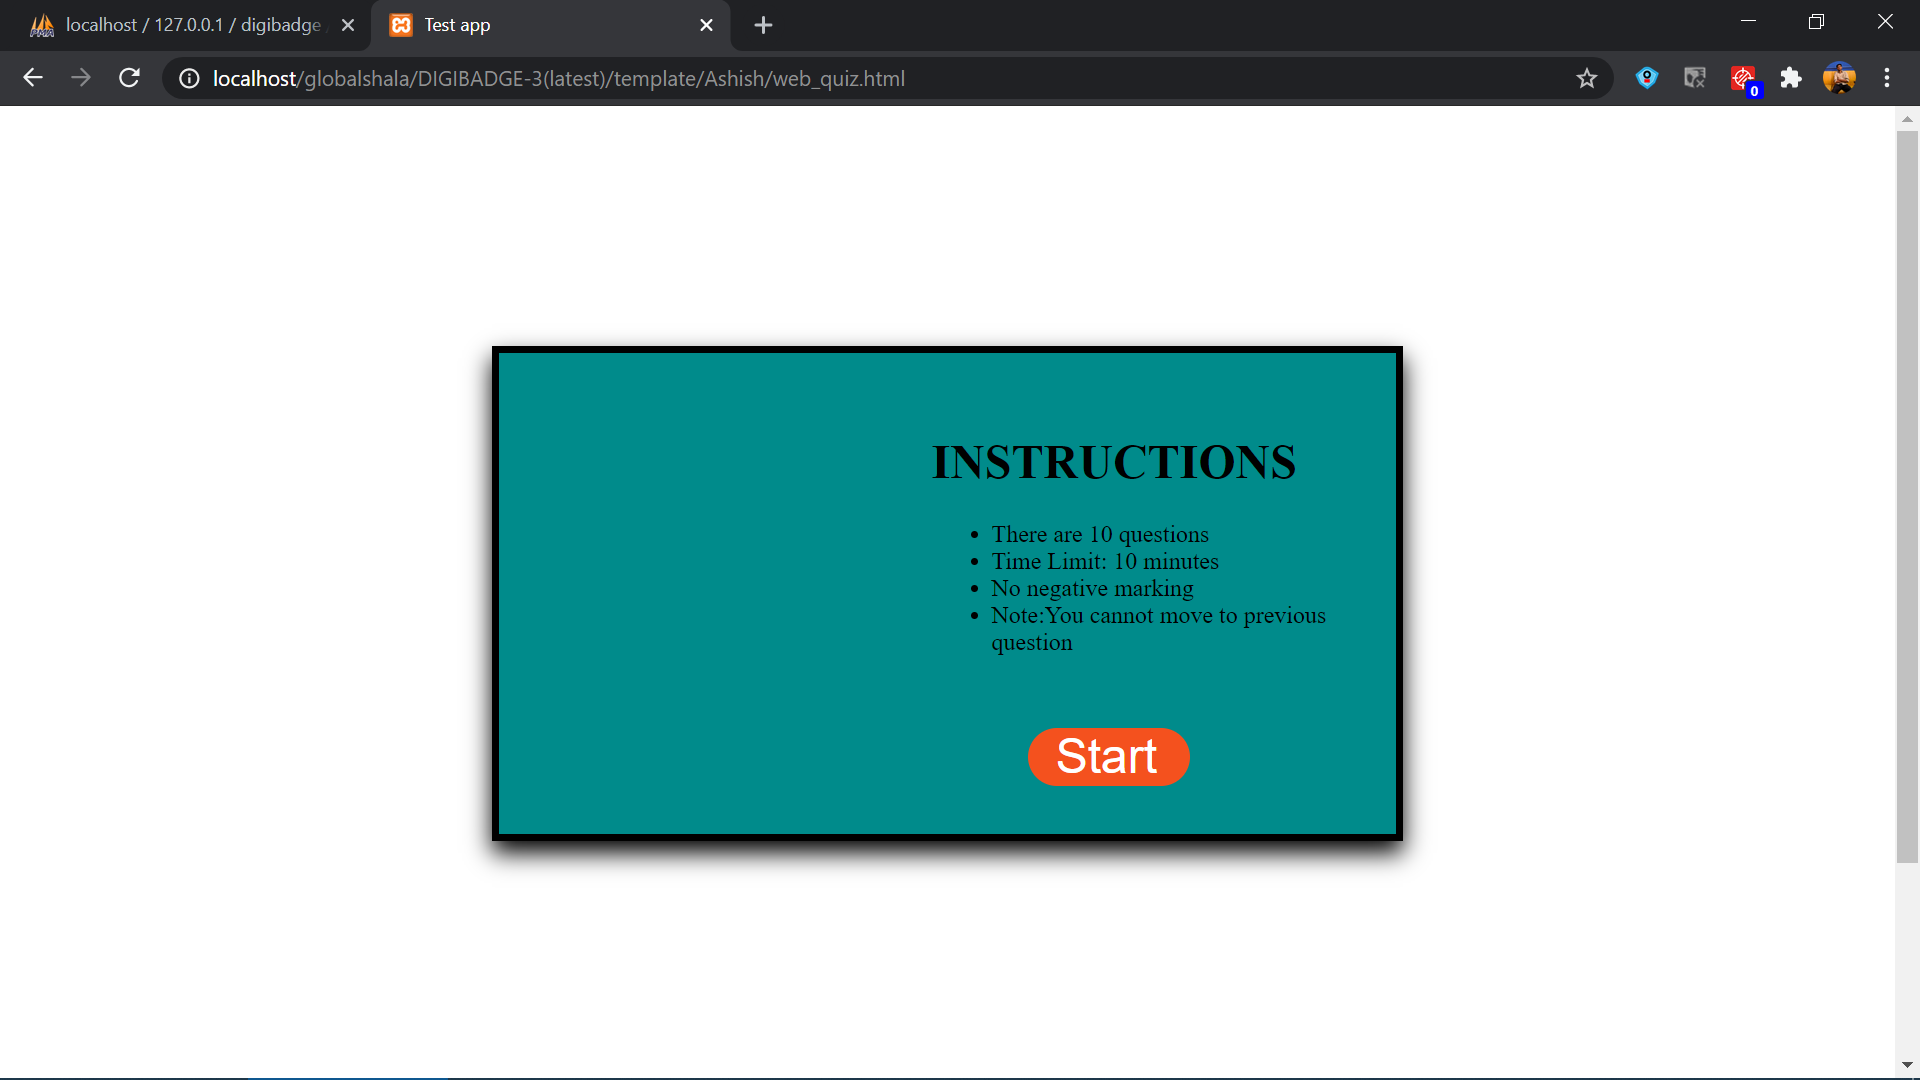 localhost / 127.0.0.1 / digibadge
Test app
localhost/globalshala/DIGIBADGE-3(latest)/template/Ashish/web_quiz.html
0
INSTRUCTIONS
• There are 10 questions
• Time Limit: 10 minutes
• No negative marking
• Note:You cannot move to previous
question
Start